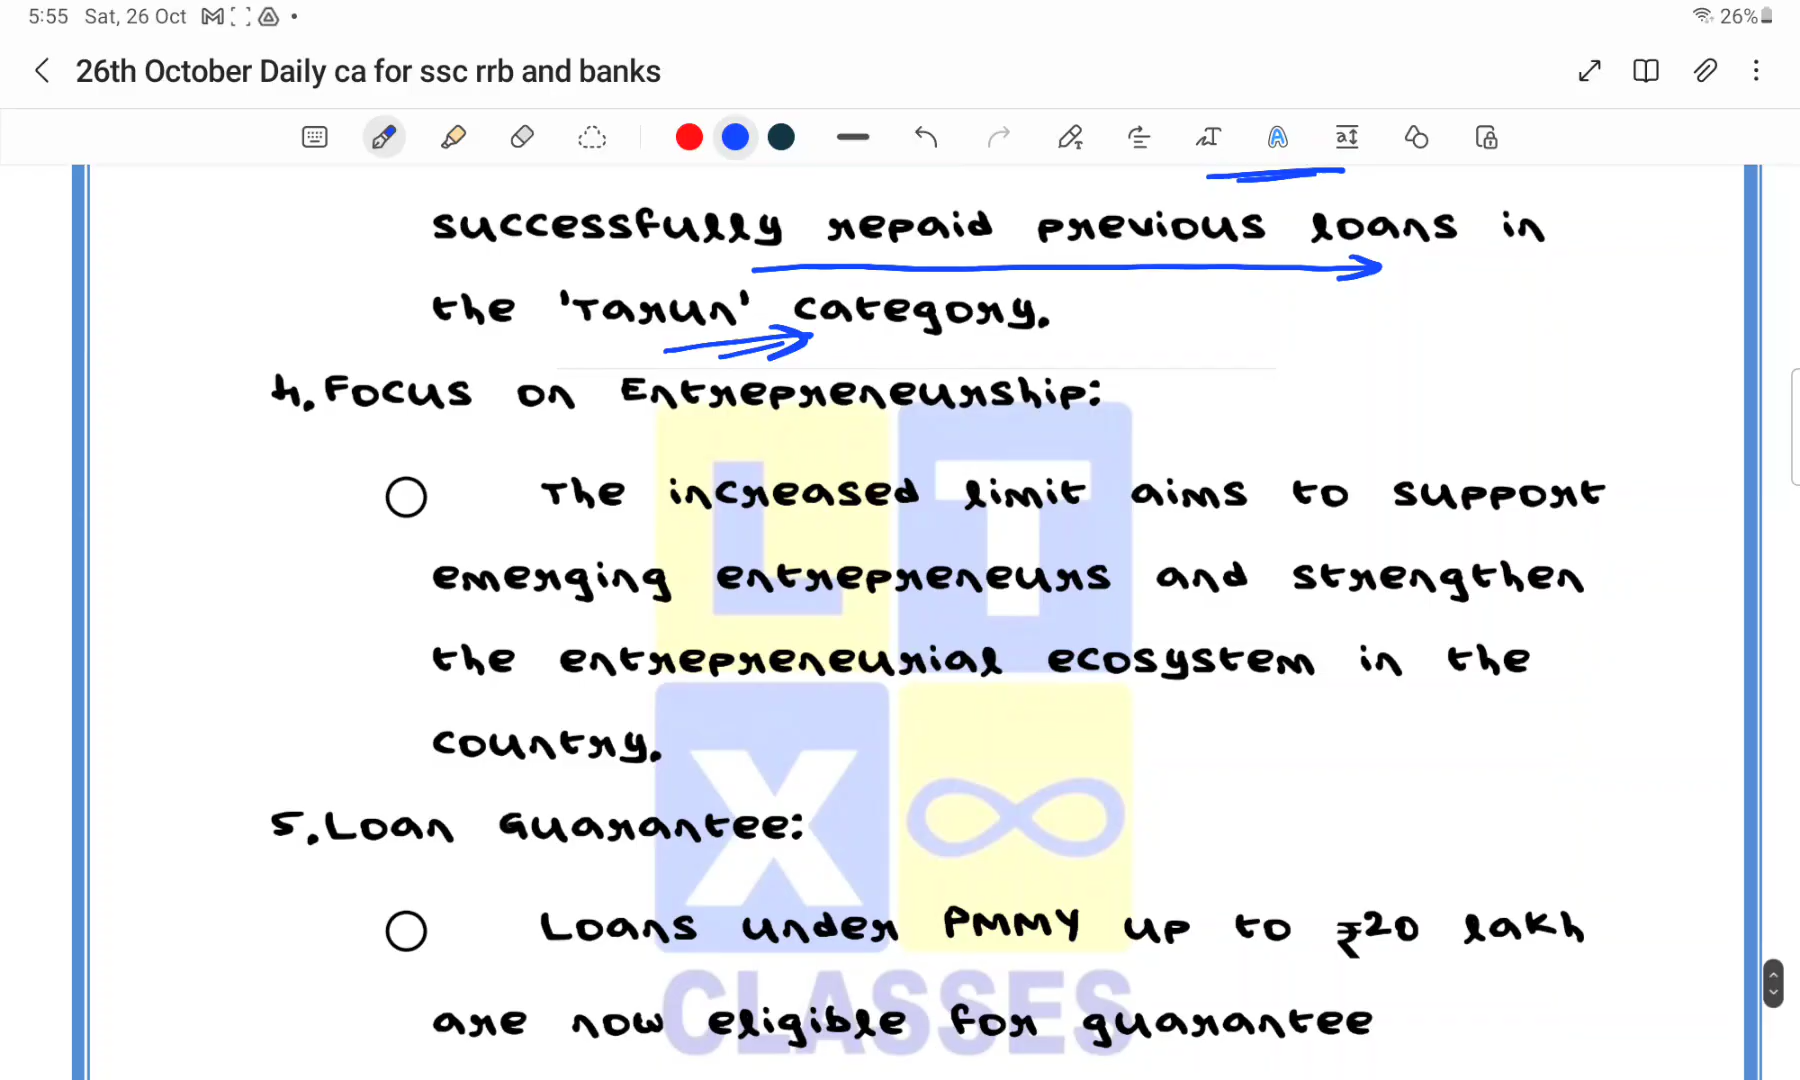 5:55 Sat, 26 Oct
26%
26th October Daily ca for ssc rrb and banks
successfully repaid previous loans in
the 'Tarun' category.
4. Focus on Entrepreneurship:
The increased limit aims to support
emerging entrepreneurs and strengthen
the entrepreneurial ecosystem in the
country.
5. Loan Guarantee:
Loans under PMMY up to ₹20 lakh
are now eligible for guarantee
LT
X∞
CLASSES